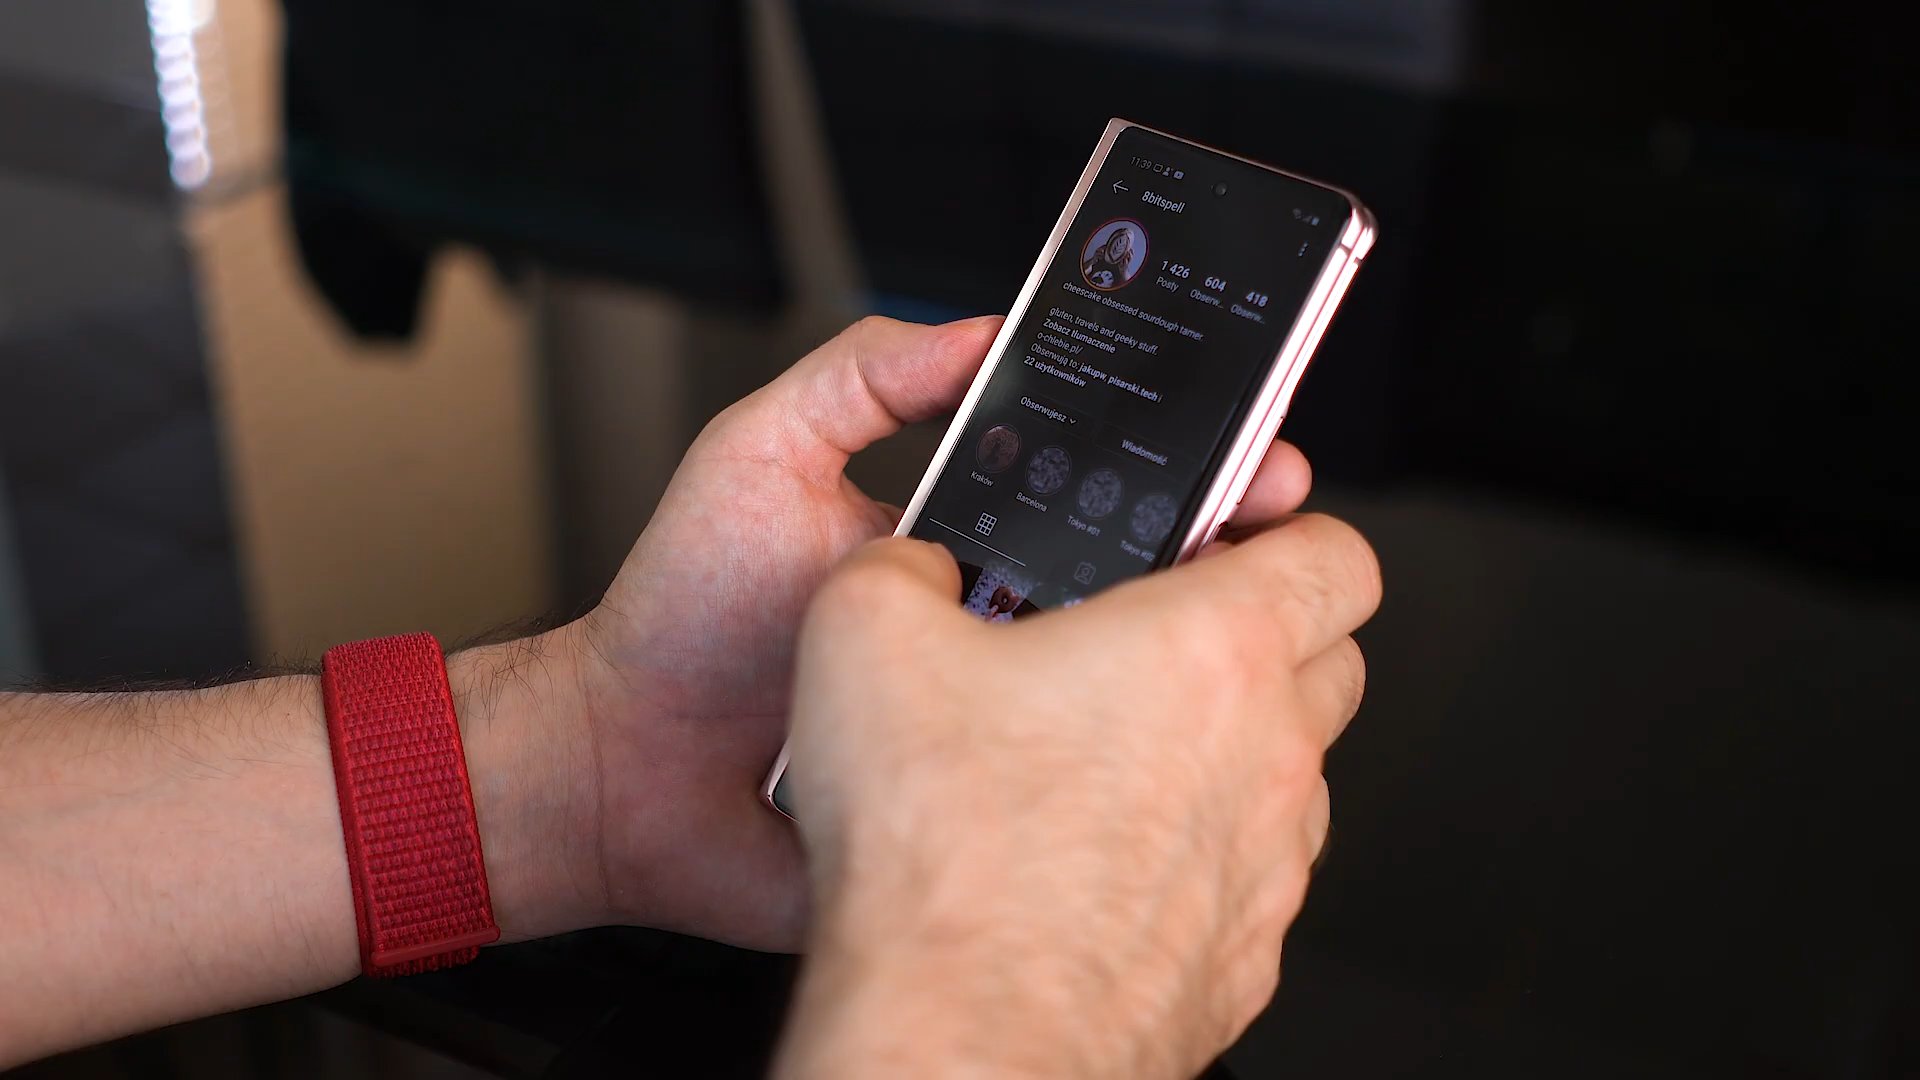 11:39
8bitspell
1 426 604 418
Posty Obserw... Obserw...
cheescake obsessed sourdough tamer.
gluten, travels and geeky stuff.
Zobacz tłumaczenie
o-chlebie.pl/
Obserwują to: jakupw, pisarski.tech i
22 użytkowników
Obserwujesz Wiadomość
Kraków Barcelona Tokyo #01 Tokyo #02